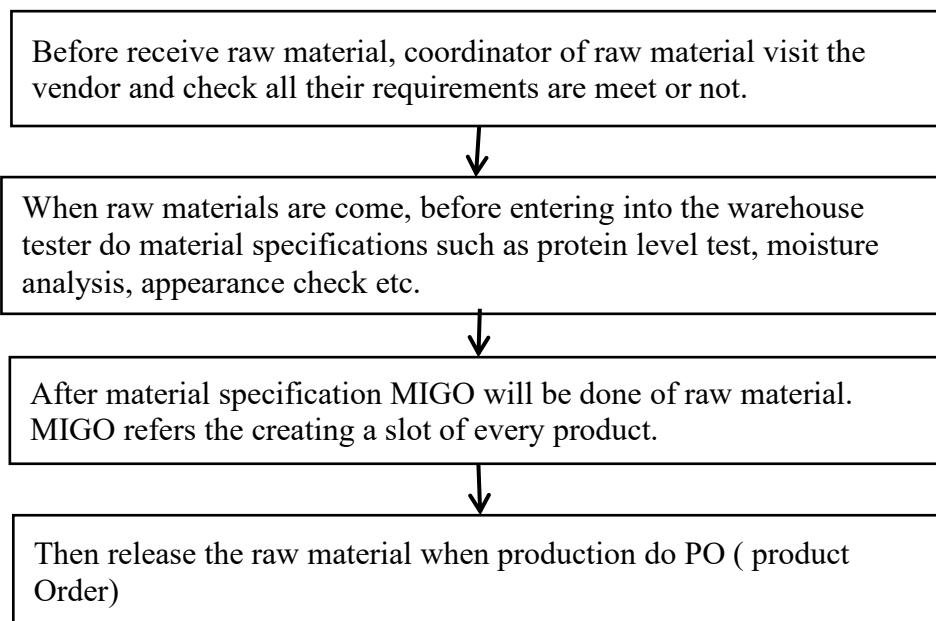 Before receive raw material, coordinator of raw material visit the
vendor and check all their requirements are meet or not.
When raw materials are come, before entering into the warehouse
tester do material specifications such as protein level test, moisture
analysis, appearance check etc.
After material specification MIGO will be done of raw material.
MIGO refers the creating a slot of every product.
Then release the raw material when production do PO ( product
Order)